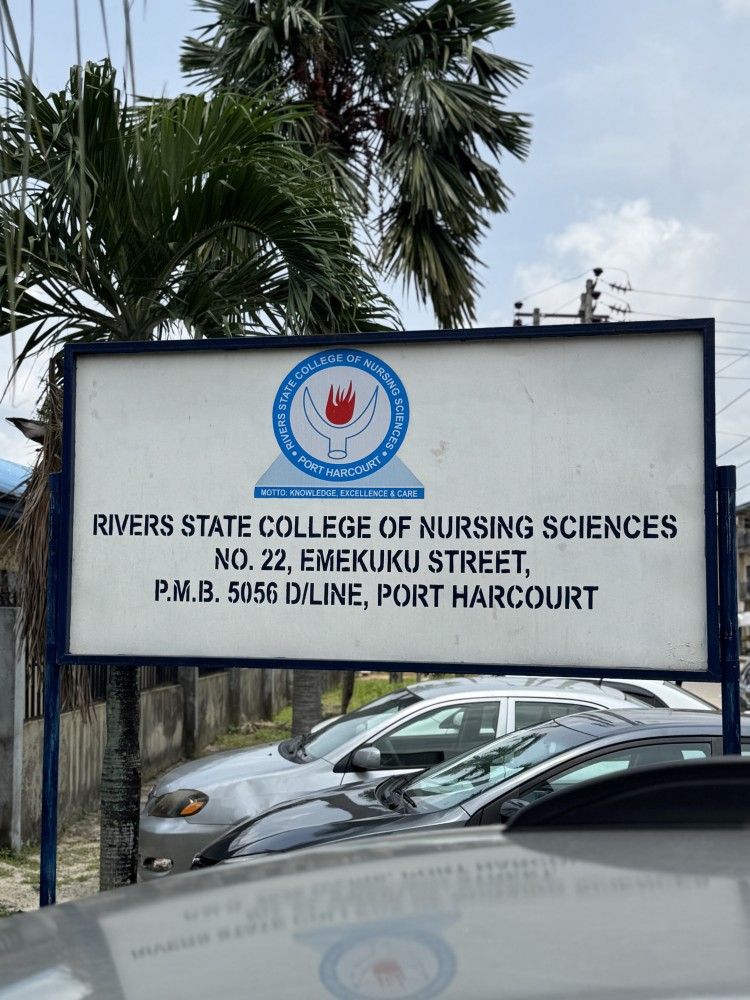 RIVERS STATE COLLEGE OF NURSING SCIENCES
• PORT HARCOURT •
MOTTO: KNOWLEDGE, EXCELLENCE & CARE
RIVERS STATE COLLEGE OF NURSING SCIENCES
NO. 22, EMEKUKU STREET,
P.M.B. 5056 D/LINE, PORT HARCOURT